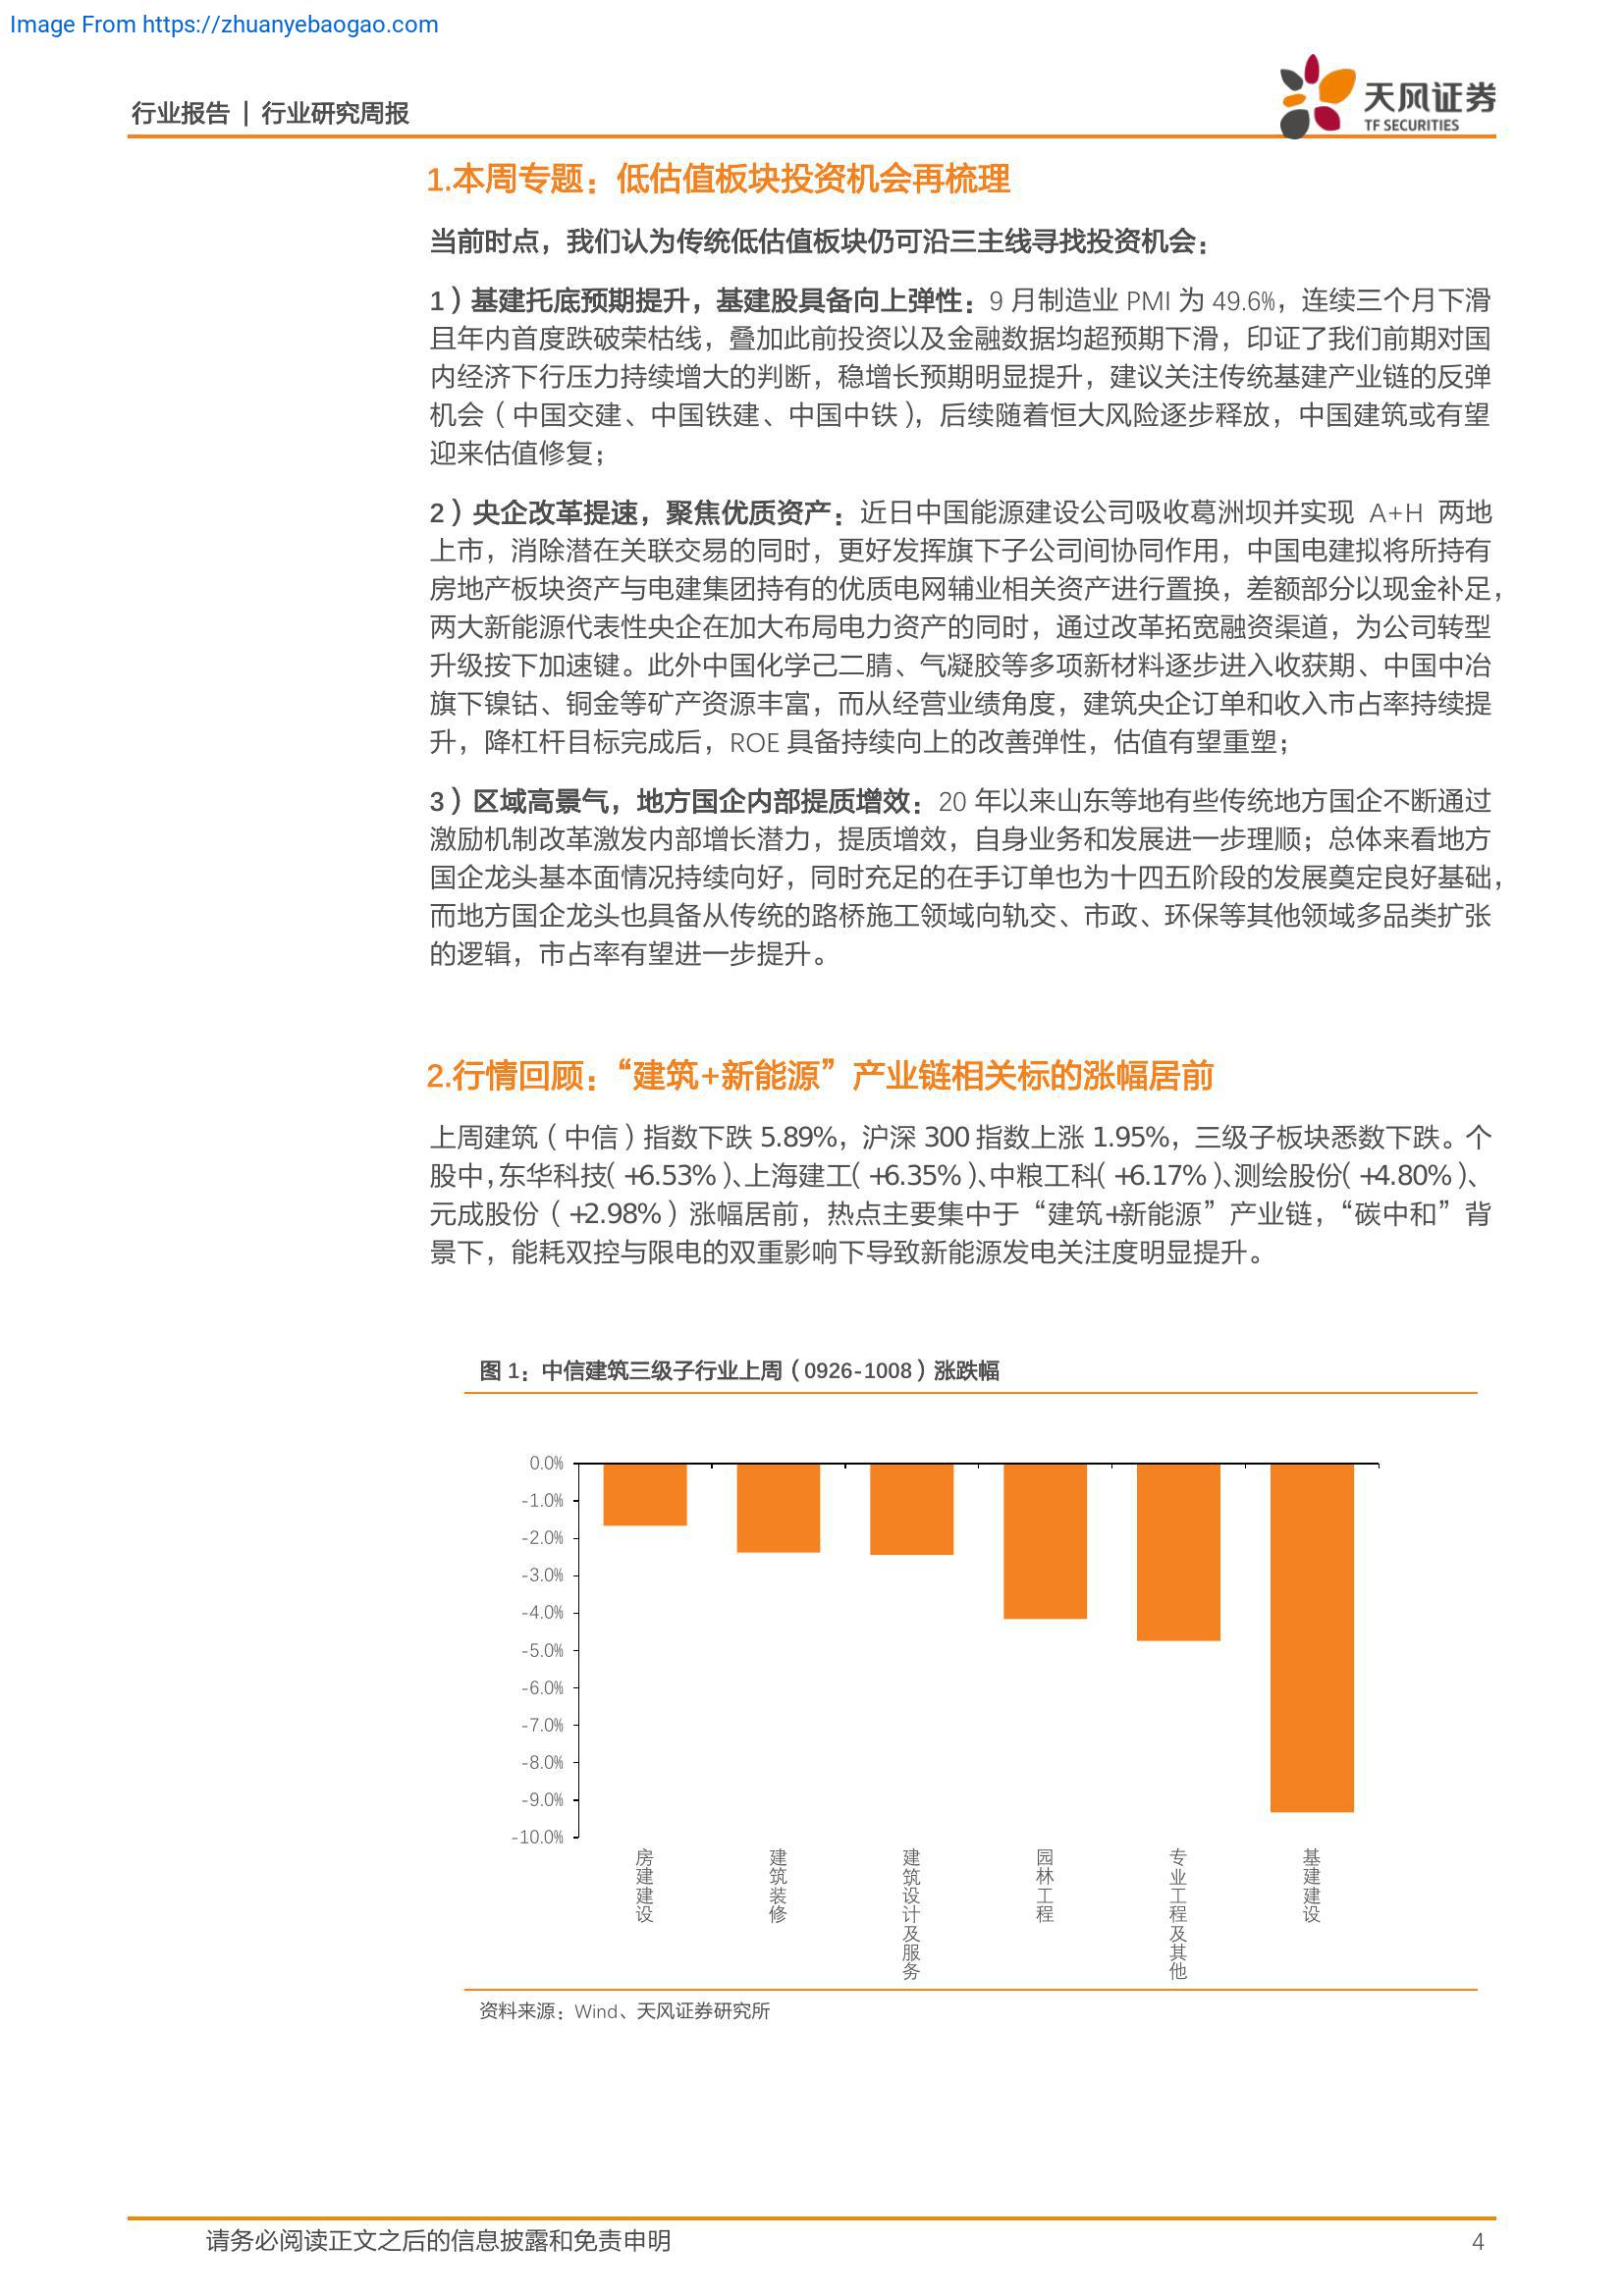 Image From https://zhuanyebaogao.com
行业报告 | 行业研究周报
天风证券
TF SECURITIES
1.本周专题：低估值板块投资机会再梳理
当前时点，我们认为传统低估值板块仍可沿三主线寻找投资机会：
1）基建托底预期提升，基建股具备向上弹性：9 月制造业 PMI 为 49.6%，连续三个月下滑
且年内首度跌破荣枯线，叠加此前投资以及金融数据均超预期下滑，印证了我们前期对国
内经济下行压力持续增大的判断，稳增长预期明显提升，建议关注传统基建产业链的反弹
机会（中国交建、中国铁建、中国中铁），后续随着恒大风险逐步释放，中国建筑或有望
迎来估值修复；
2）央企改革提速，聚焦优质资产：近日中国能源建设公司吸收葛洲坝并实现 A+H 两地
上市，消除潜在关联交易的同时，更好发挥旗下子公司间协同作用，中国电建拟将所持有
房地产板块资产与电建集团持有的优质电网辅业相关资产进行置换，差额部分以现金补足，
两大新能源代表性央企在加大布局电力资产的同时，通过改革拓宽融资渠道，为公司转型
升级按下加速键。此外中国化学己二腈、气凝胶等多项新材料逐步进入收获期、中国中冶
旗下镍钴、铜金等矿产资源丰富，而从经营业绩角度，建筑央企订单和收入市占率持续提
升，降杠杆目标完成后，ROE 具备持续向上的改善弹性，估值有望重塑；
3）区域高景气，地方国企内部提质增效：20 年以来山东等地有些传统地方国企不断通过
激励机制改革激发内部增长潜力，提质增效，自身业务和发展进一步理顺；总体来看地方
国企龙头基本面情况持续向好，同时充足的在手订单也为十四五阶段的发展奠定良好基础，
而地方国企龙头也具备从传统的路桥施工领域向轨交、市政、环保等其他领域多品类扩张
的逻辑，市占率有望进一步提升。
2.行情回顾：“建筑+新能源”产业链相关标的涨幅居前
上周建筑（中信）指数下跌 5.89%，沪深 300 指数上涨 1.95%，三级子板块悉数下跌。个
股中，东华科技（+6.53%）、上海建工（+6.35%）、中粮工科（+6.17%）、测绘股份（+4.80%）、
元成股份（+2.98%）涨幅居前，热点主要集中于“建筑+新能源”产业链，“碳中和”背
景下，能耗双控与限电的双重影响下导致新能源发电关注度明显提升。
图 1：中信建筑三级子行业上周（0926-1008）涨跌幅
0.0%
-1.0%
-2.0%
-3.0%
-4.0%
-5.0%
-6.0%
-7.0%
-8.0%
-9.0%
-10.0%
房建建设
建筑装修
建筑设计及服务
园林工程
专业工程及其他
基建建设
资料来源：Wind、天风证券研究所
请务必阅读正文之后的信息披露和免责申明
4